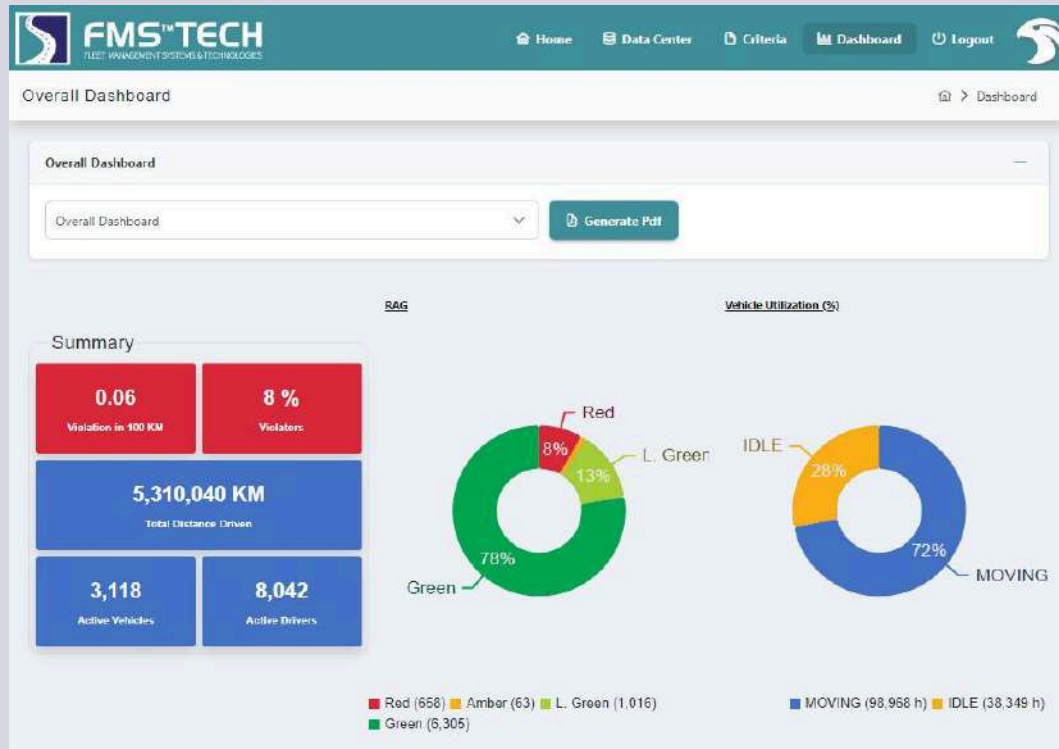 FMS™TECH
FLEET MANAGEMENT SYSTEMS & TECHNOLOGIES
Home Data Center Criteria Dashboard Logout
Overall Dashboard
Dashboard
Overall Dashboard
Overall Dashboard
Generate Pdf
RAG
Vehicle Utilization (%)
Summary
0.06
Violation in 100 KM
8 %
Violators
5,310,040 KM
Total Distance Driven
3,118
Active Vehicles
8,042
Active Drivers
Red
8%
L. Green
13%
78%
Green
IDLE
28%
72%
MOVING
Red (658) Amber (63) L. Green (1,016)
Green (6,305)
MOVING (98,968 h) IDLE (38,349 h)